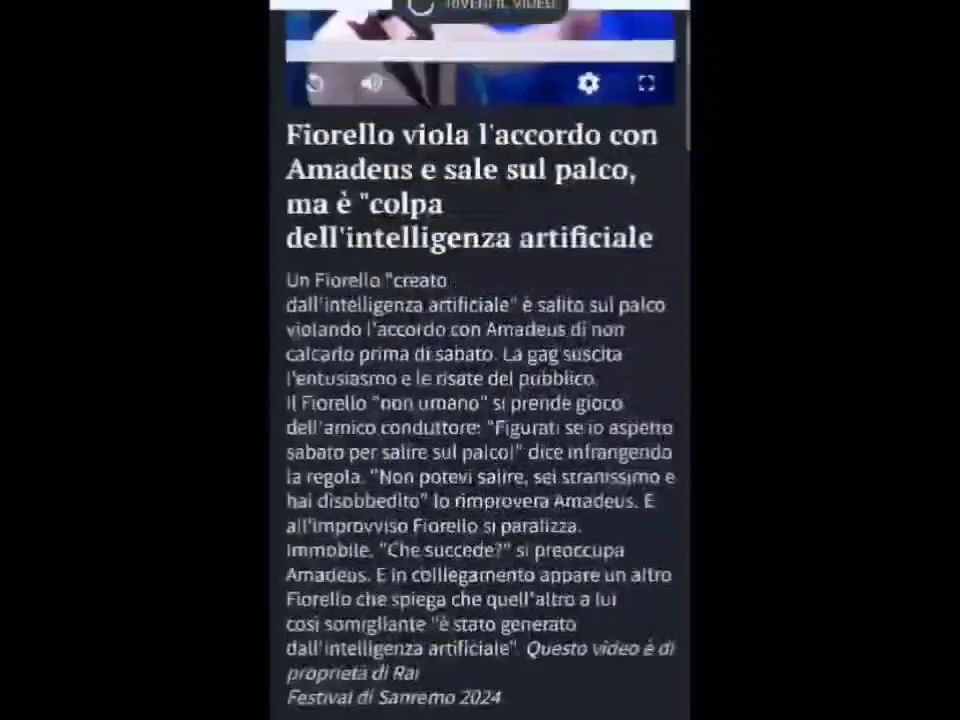 Fiorello viola l'accordo con
Amadeus e sale sul palco,
ma è "colpa
dell'intelligenza artificiale
Un Fiorello "creato
dall'intelligenza artificiale" è salito sul palco
violando l'accordo con Amadeus di non
calcarlo prima di sabato. La gag suscita
l'entusiasmo e le risate del pubblico.
Il Fiorello "non umano" si prende gioco
dell'amico conduttore: "Figurati se io aspetto
sabato per salire sul palco!" dice infrangendo
la regola. "Non potevi salire, sei stranissimo e
hai disobbedito" lo rimprovera Amadeus. E
all'improvviso Fiorello si paralizza.
Immobile. "Che succede?" si preoccupa
Amadeus. E in colllegamento appare un altro
Fiorello che spiega che quell'altro a lui
così somigliante "è stato generato
dall'intelligenza artificiale". Questo video è di
proprietà di Rai
Festival di Sanremo 2024